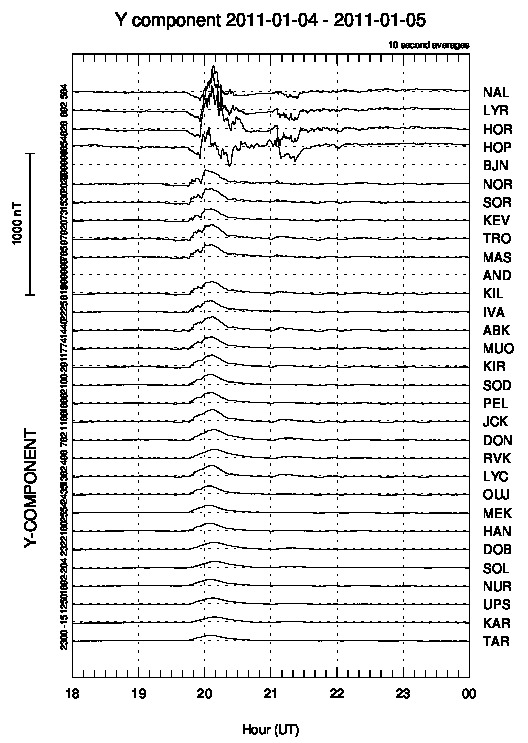 Y component 2011-01-04 - 2011-01-05
10 second averages
NAL
LYR
HOR
HOP
BJN
NOR
SOR
KEV
TRO
MAS
AND
KIL
IVA
ABK
MUO
KIR
SOD
PEL
JCK
DON
RVK
LYC
OUJ
MEK
HAN
DOB
SOL
NUR
UPS
KAR
TAR
1000 nT
Y-COMPONENT
18 19 20 21 22 23 00
Hour (UT)